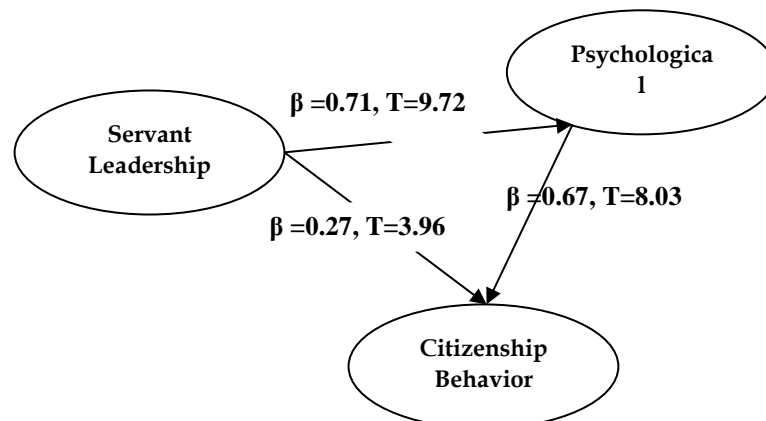 Psychologica
l
β =0.71, T=9.72
Servant
Leadership
β =0.67, T=8.03
β =0.27, T=3.96
Citizenship
Behavior